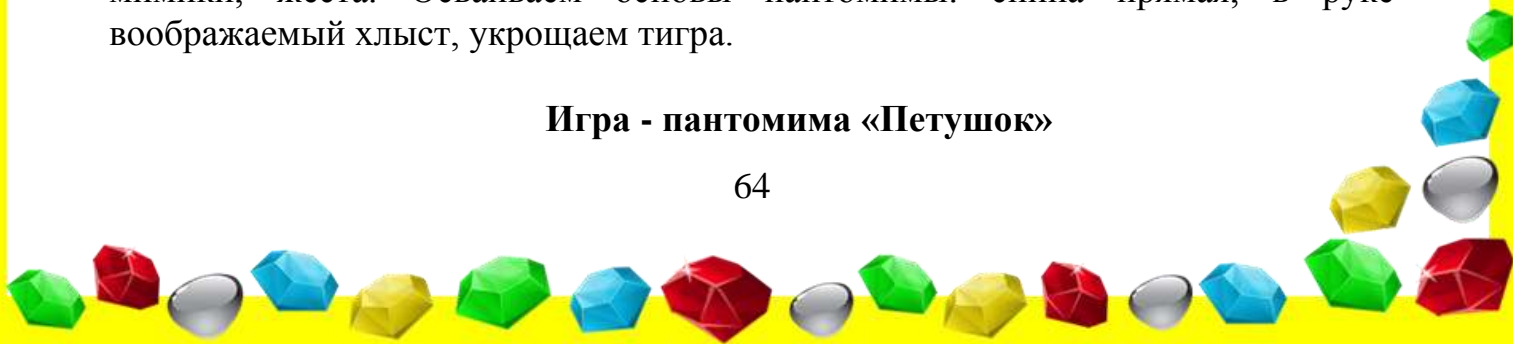 мимики, жеста. Осваиваем основы пантомимы: спина прямая, в руке
воображаемый хлыст, укрощаем тигра.
Игра - пантомима «Петушок»
64